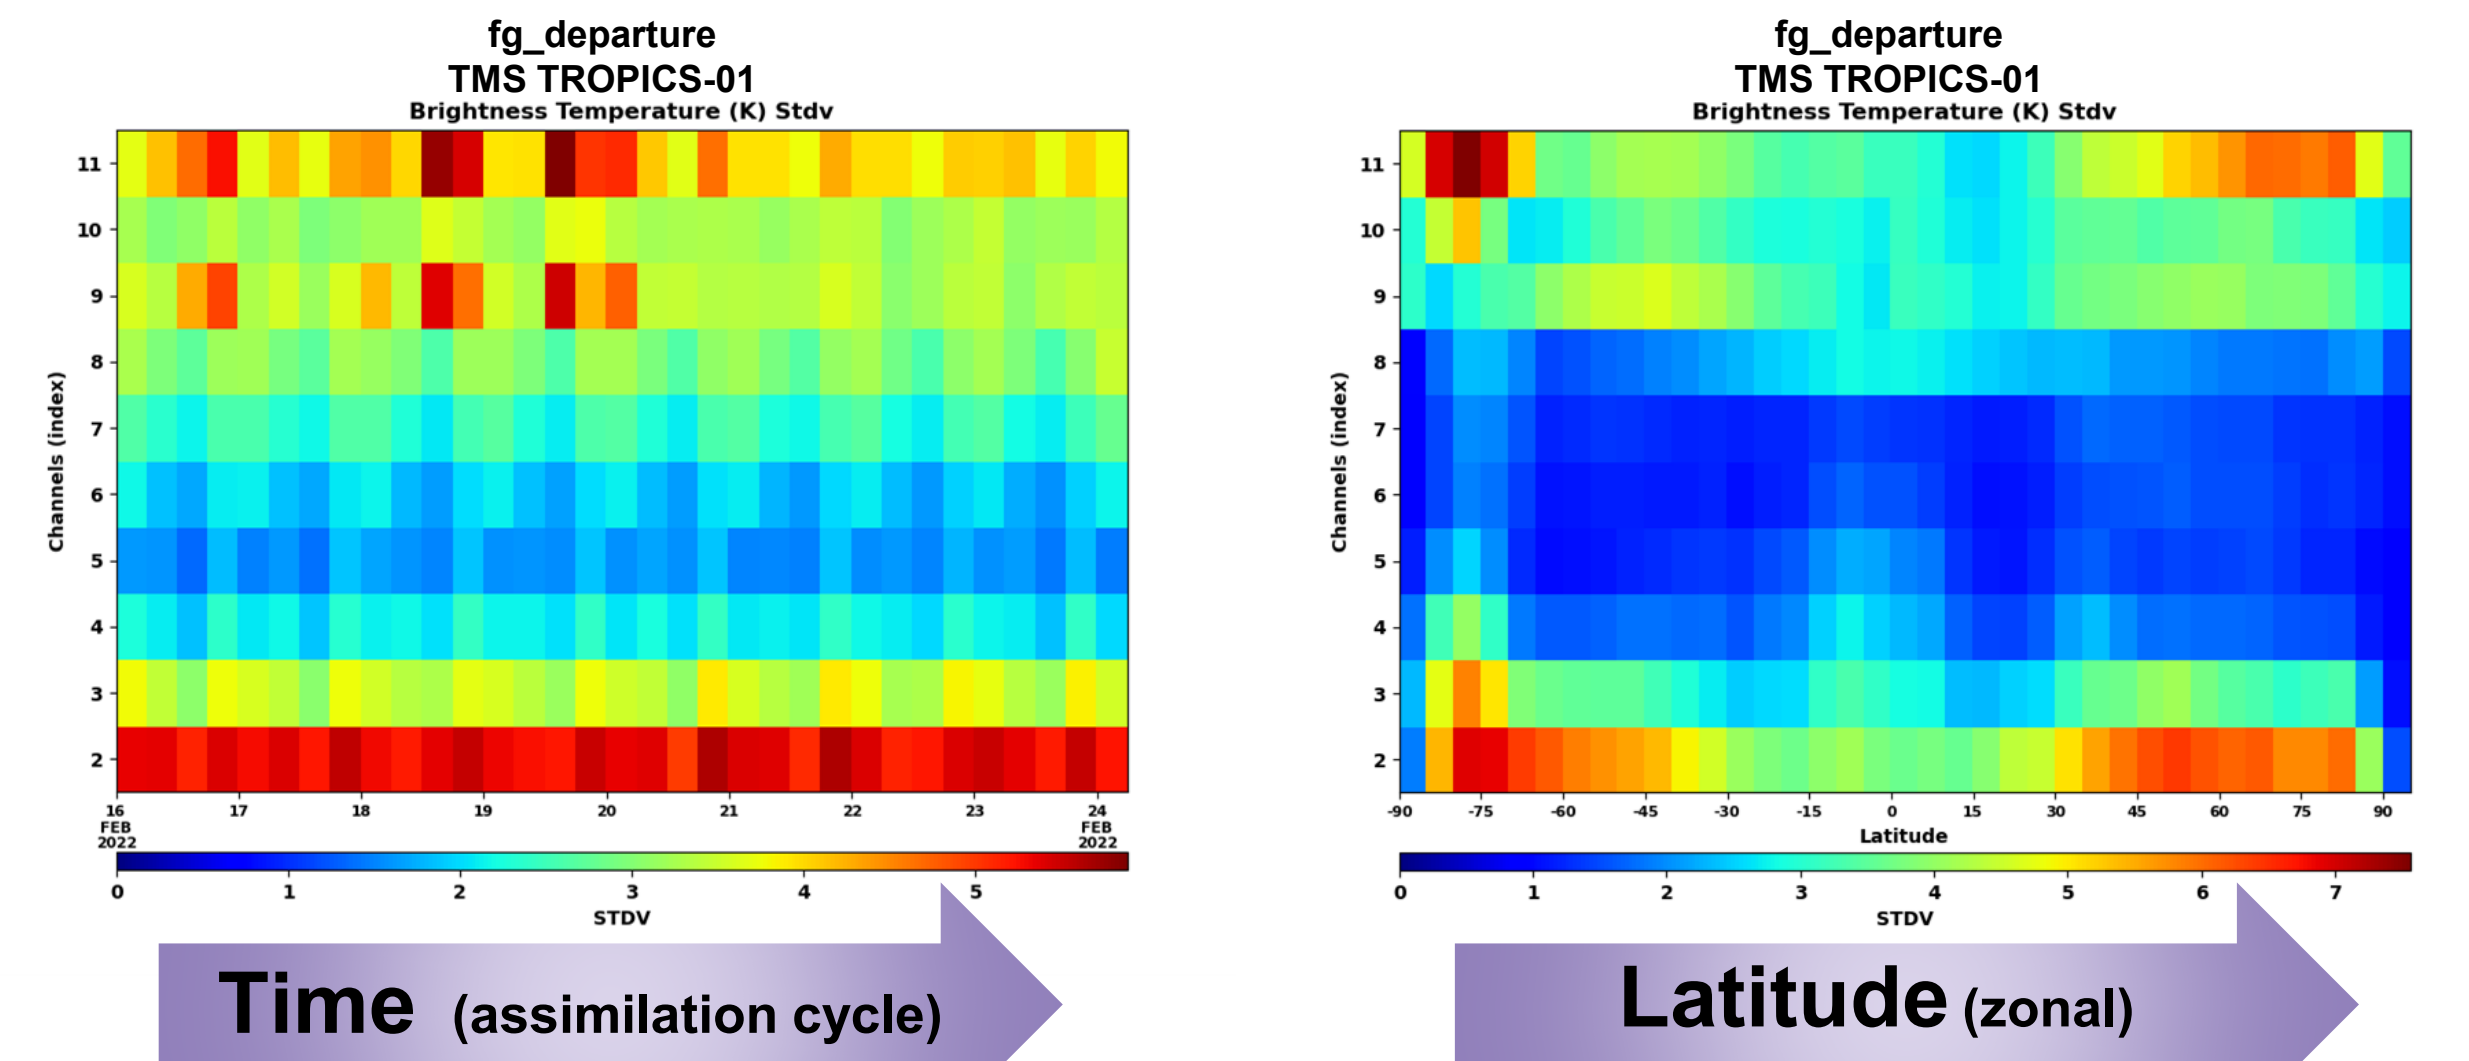 fg_departure
TMS TROPICS-01
Brightness Temperature (K) Stdv
Channels (index)
11
10
9
8
7
6
5
4
3
2
16 17 18 19 20 21 22 23 24
FEB FEB
2022 2022
0 1 2 3 4 5
STDV
Time (assimilation cycle)
fg_departure
TMS TROPICS-01
Brightness Temperature (K) Stdv
Channels (index)
11
10
9
8
7
6
5
4
3
2
-90 -75 -60 -45 -30 -15 0 15 30 45 60 75 90
Latitude
0 1 2 3 4 5 6 7
STDV
Latitude (zonal)